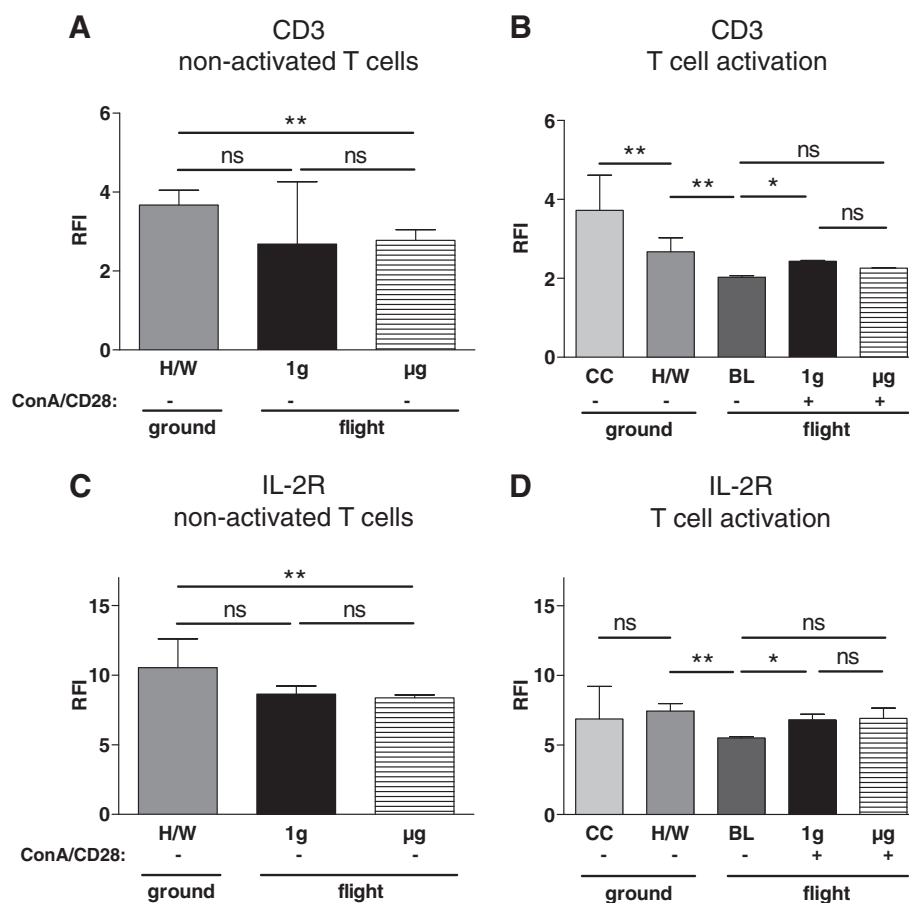 A
CD3
non-activated T cells
RFI
6
4
2
0
**
ns
ns
H/W
1g
µg
ConA/CD28:
-
-
-
ground
flight
B
CD3
T cell activation
RFI
6
4
2
0
**
**
ns
*
ns
CC
H/W
BL
1g
µg
-
-
-
+
+
ground
flight
C
IL-2R
non-activated T cells
RFI
15
10
5
0
**
ns
ns
H/W
1g
µg
ConA/CD28:
-
-
-
ground
flight
D
IL-2R
T cell activation
RFI
15
10
5
0
ns
ns
**
*
ns
CC
H/W
BL
1g
µg
-
-
-
+
+
ground
flight